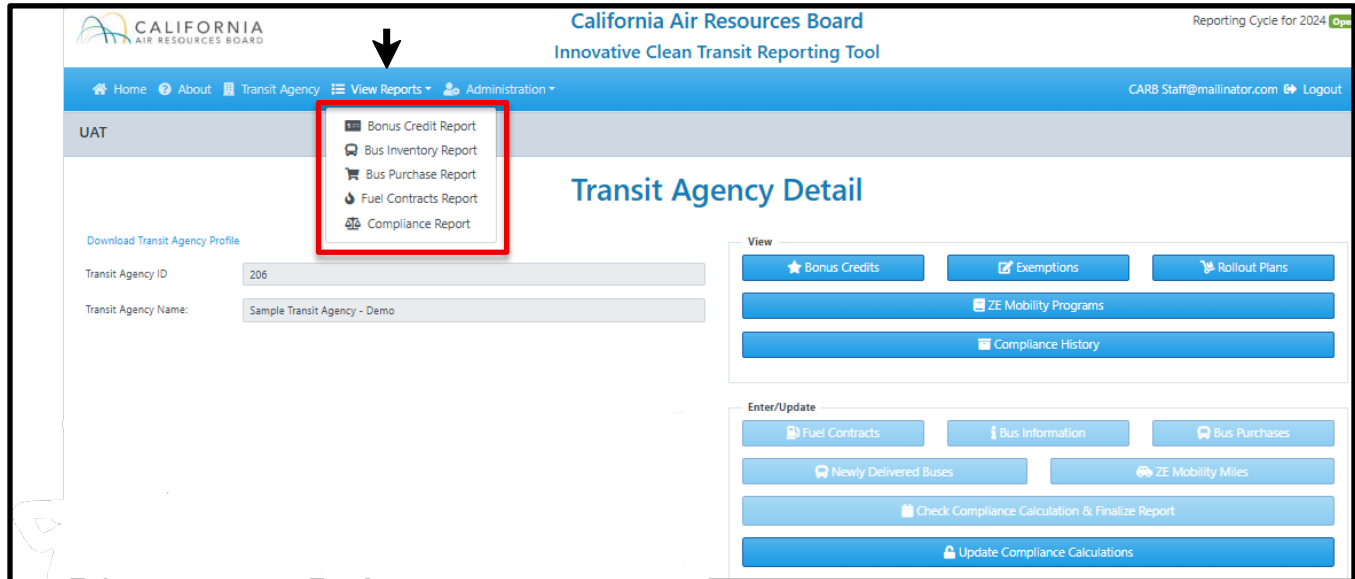 CALIFORNIA
AIR RESOURCES BOARD
California Air Resources Board
Innovative Clean Transit Reporting Tool
Reporting Cycle for 2024 Ope
Home About Transit Agency View Reports Administration
CARB Staff@mailinator.com Logout
UAT
Bonus Credit Report
Bus Inventory Report
Bus Purchase Report
Fuel Contracts Report
Compliance Report
Transit Agency Detail
Download Transit Agency Profile
Transit Agency ID 206
Transit Agency Name: Sample Transit Agency - Demo
View
Bonus Credits Exemptions Rollout Plans
ZE Mobility Programs
Compliance History
Enter/Update
Fuel Contracts Bus Information Bus Purchases
Newly Delivered Buses ZE Mobility Miles
Check Compliance Calculation & Finalize Report
Update Compliance Calculations